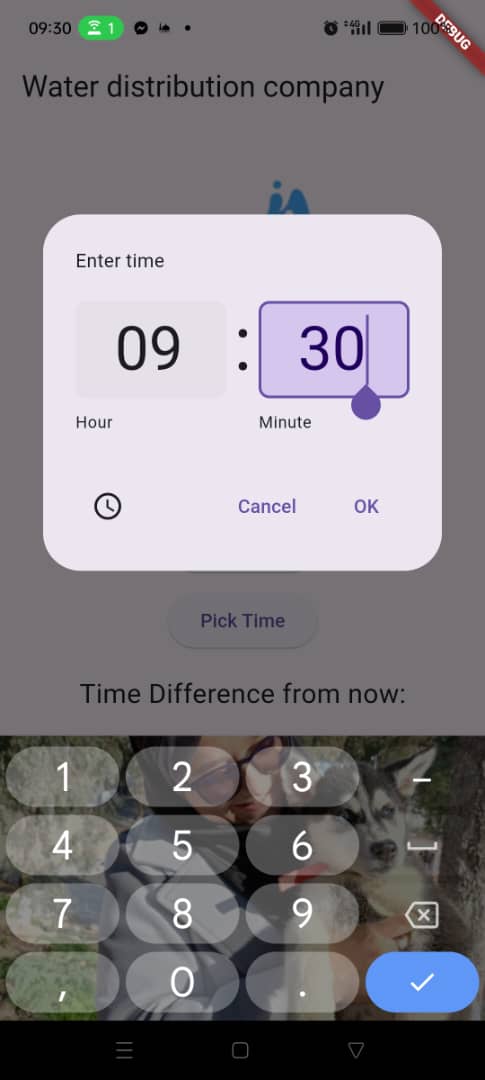 09:30 1 4G 100
DEBUG
Water distribution company
Enter time
09 : 30
Hour Minute
Cancel OK
Pick Time
Time Difference from now:
1 2 3 -
4 5 6
7 8 9
, 0 .